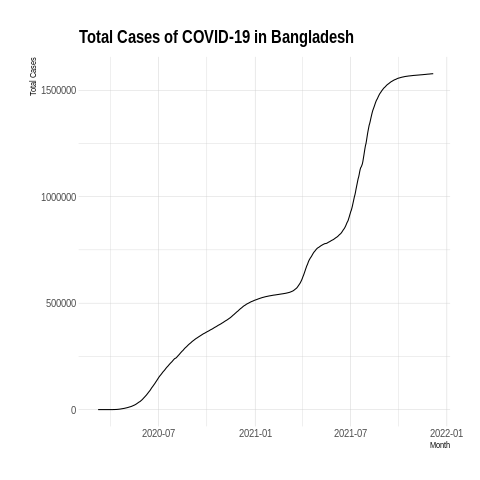 Total Cases of COVID-19 in Bangladesh
Total Cases
1500000
1000000
500000
0
2020-07 2021-01 2021-07 2022-01
Month